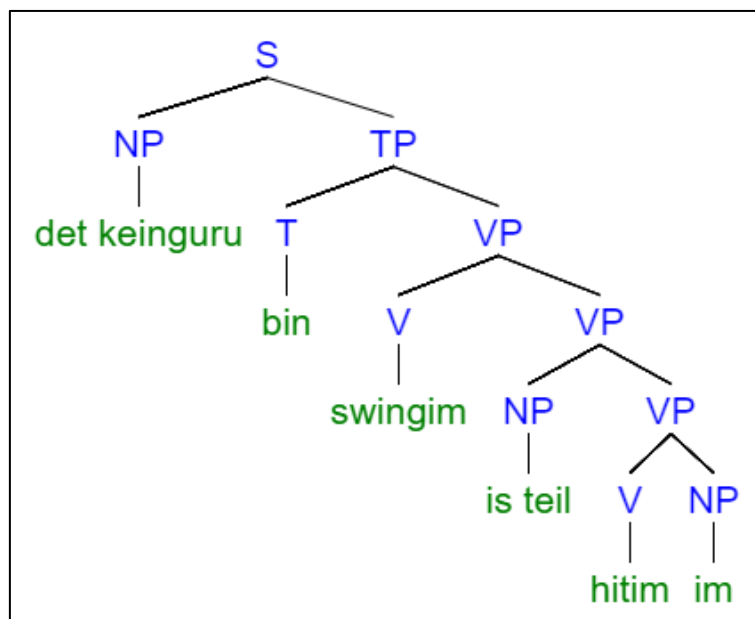 S
NP TP
det keinguru T VP
bin V VP
swingim NP VP
is teil V NP
hitim im